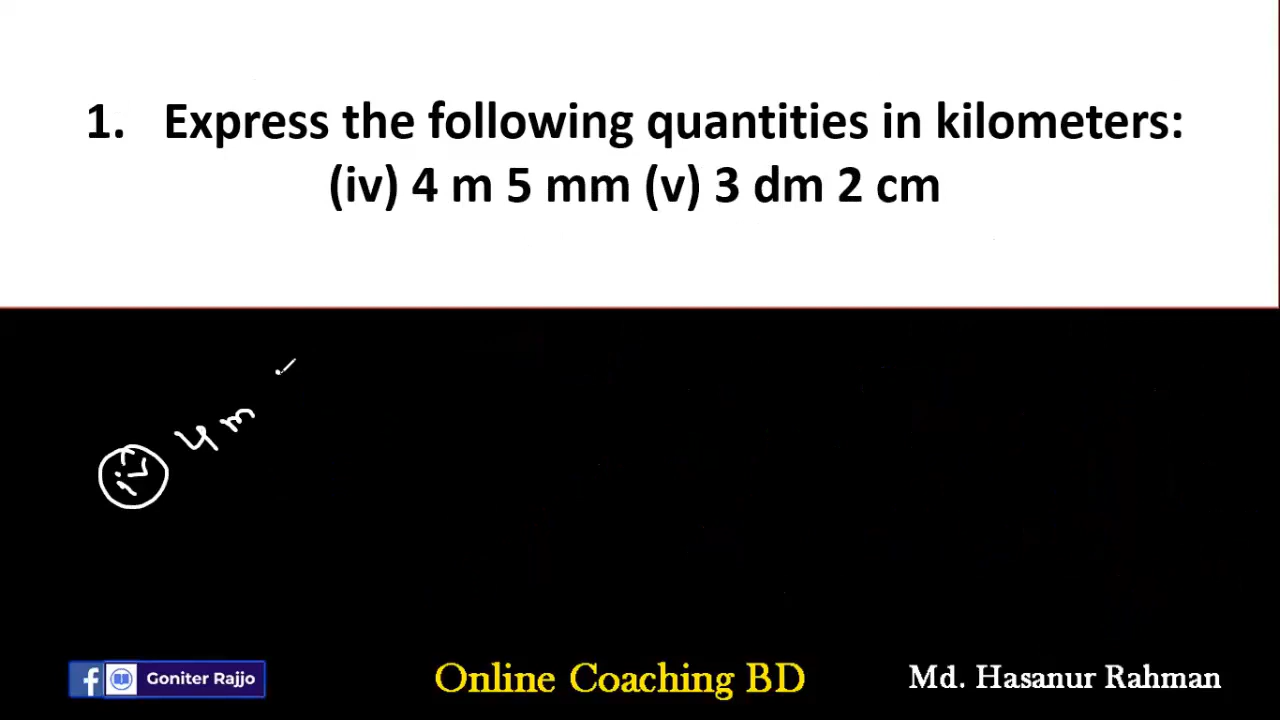 1. Express the following quantities in kilometers:
(iv) 4 m 5 mm (v) 3 dm 2 cm
iv 4 m
f Goniter Rajjo
Online Coaching BD
Md. Hasanur Rahman